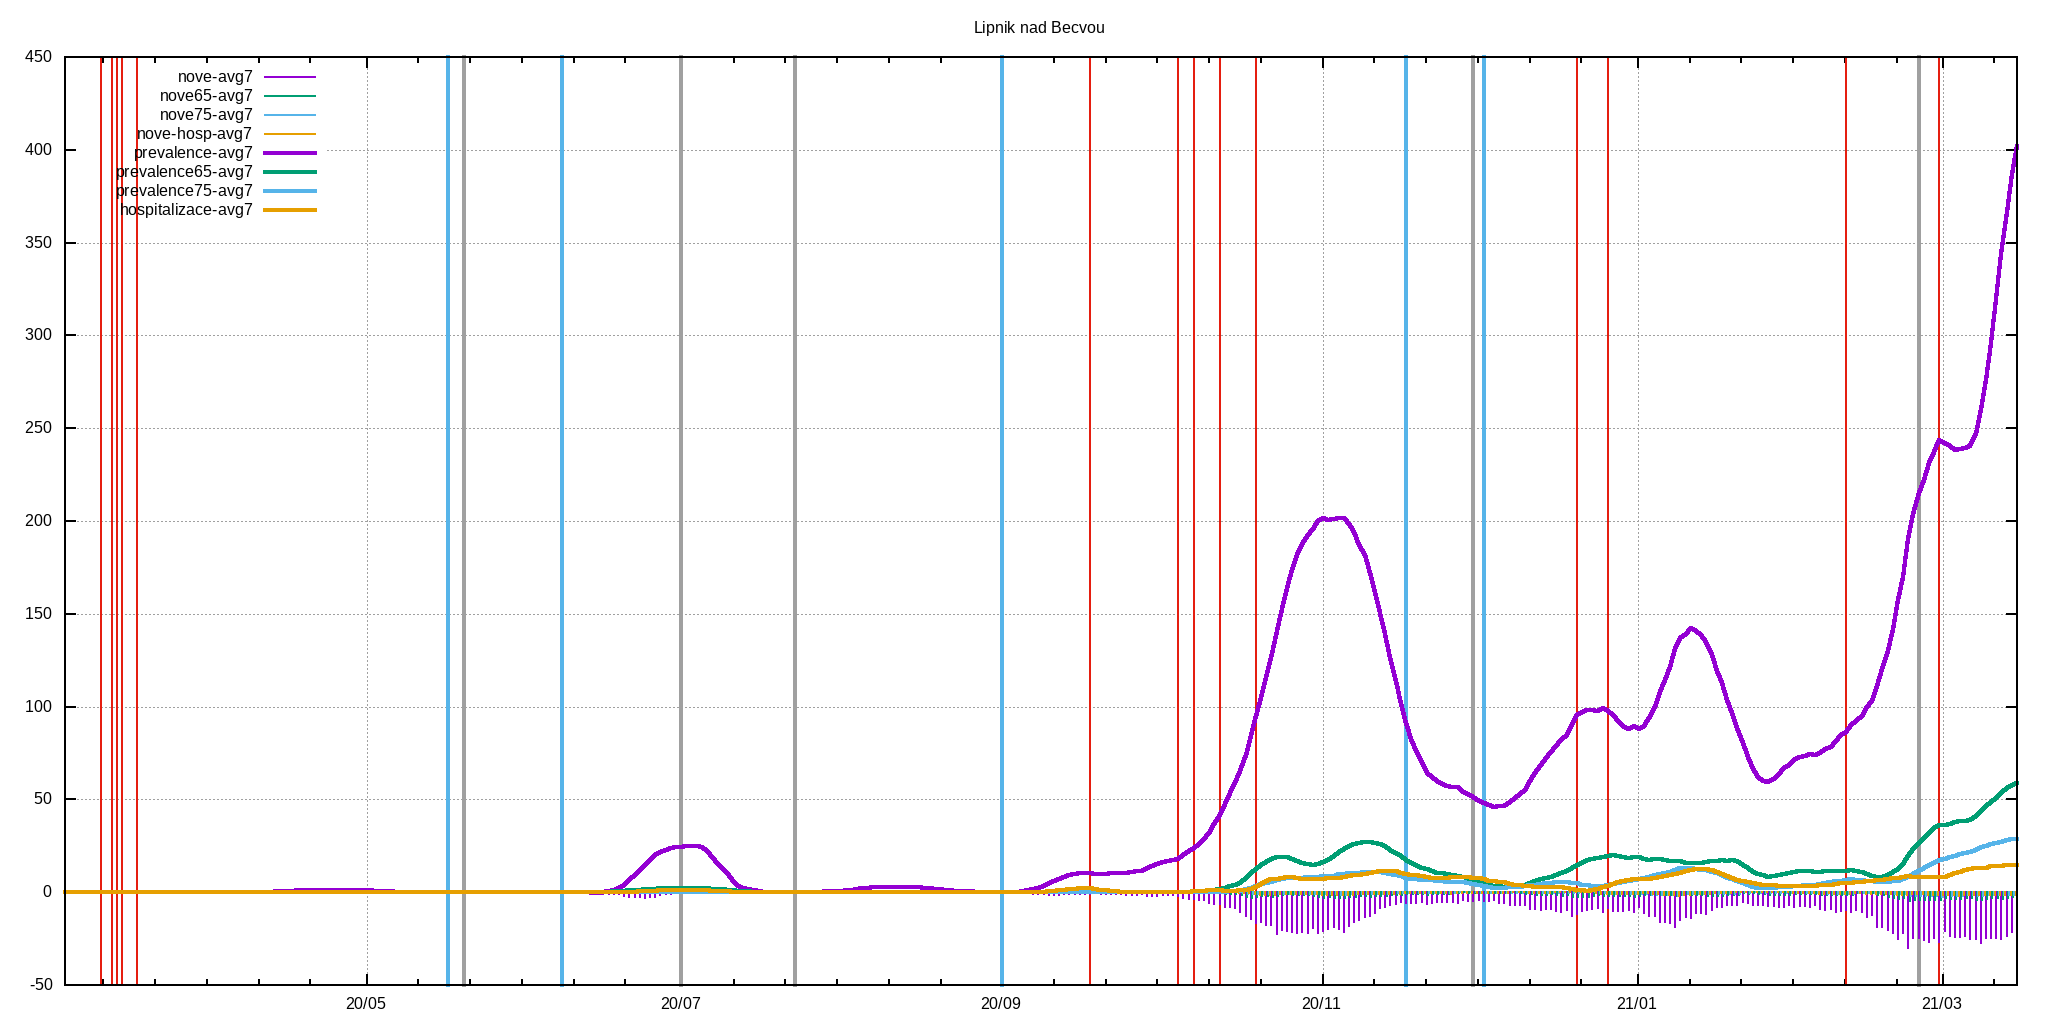 Lipnik nad Becvou
450
400
350
300
250
200
150
100
50
0
-50
nove-avg7
nove65-avg7
nove75-avg7
nove-hosp-avg7
prevalence-avg7
prevalence65-avg7
prevalence75-avg7
hospitalizace-avg7
20/05 20/07 20/09 20/11 21/01 21/03